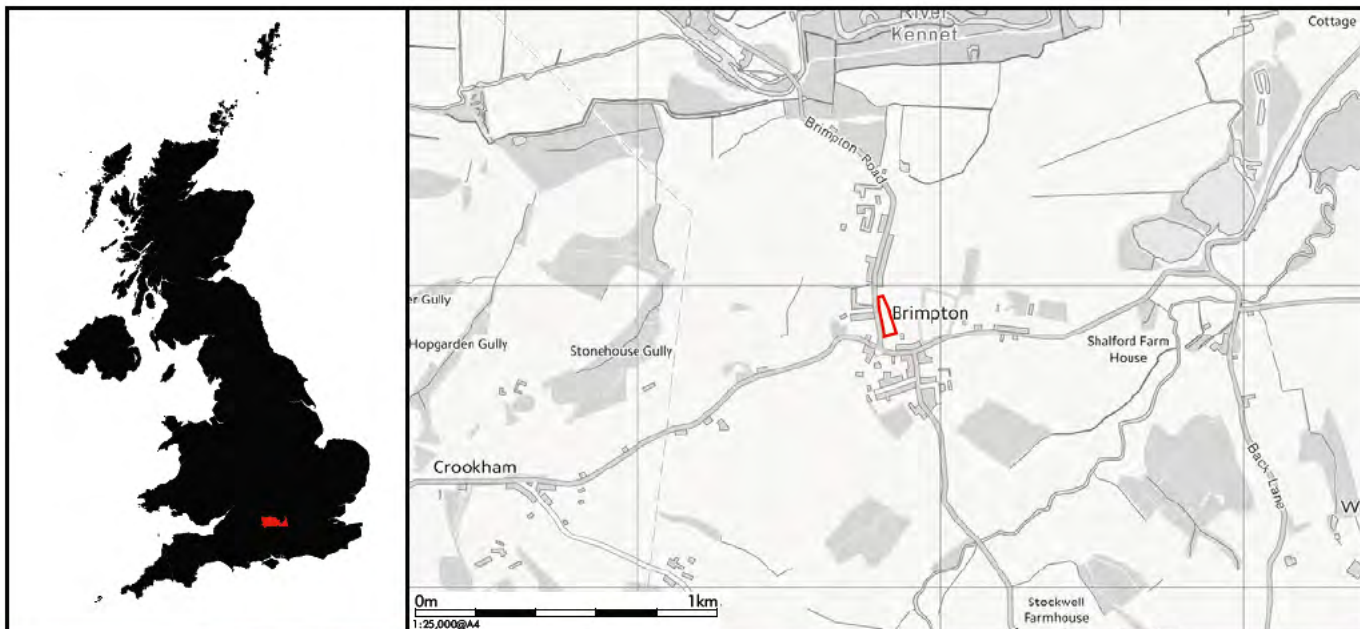 River
Kennet
Cottage
Brimpton Road
er Gully
Brimpton
Hopgarden Gully
Stonehouse Gully
Shalford Farm
House
Crookham
Back Lane
W
Stockwell
Farmhouse
0m
1km
1:25,000@A4